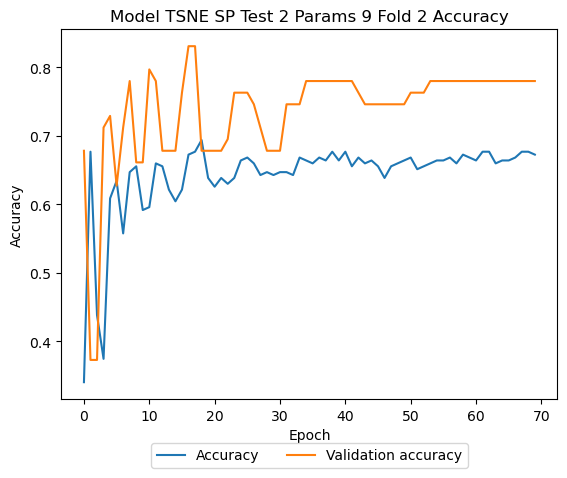 Model TSNE SP Test 2 Params 9 Fold 2 Accuracy
0.8
0.7
0.6
0.5
0.4
Accuracy
0 10 20 30 40 50 60 70
Epoch
Accuracy Validation accuracy